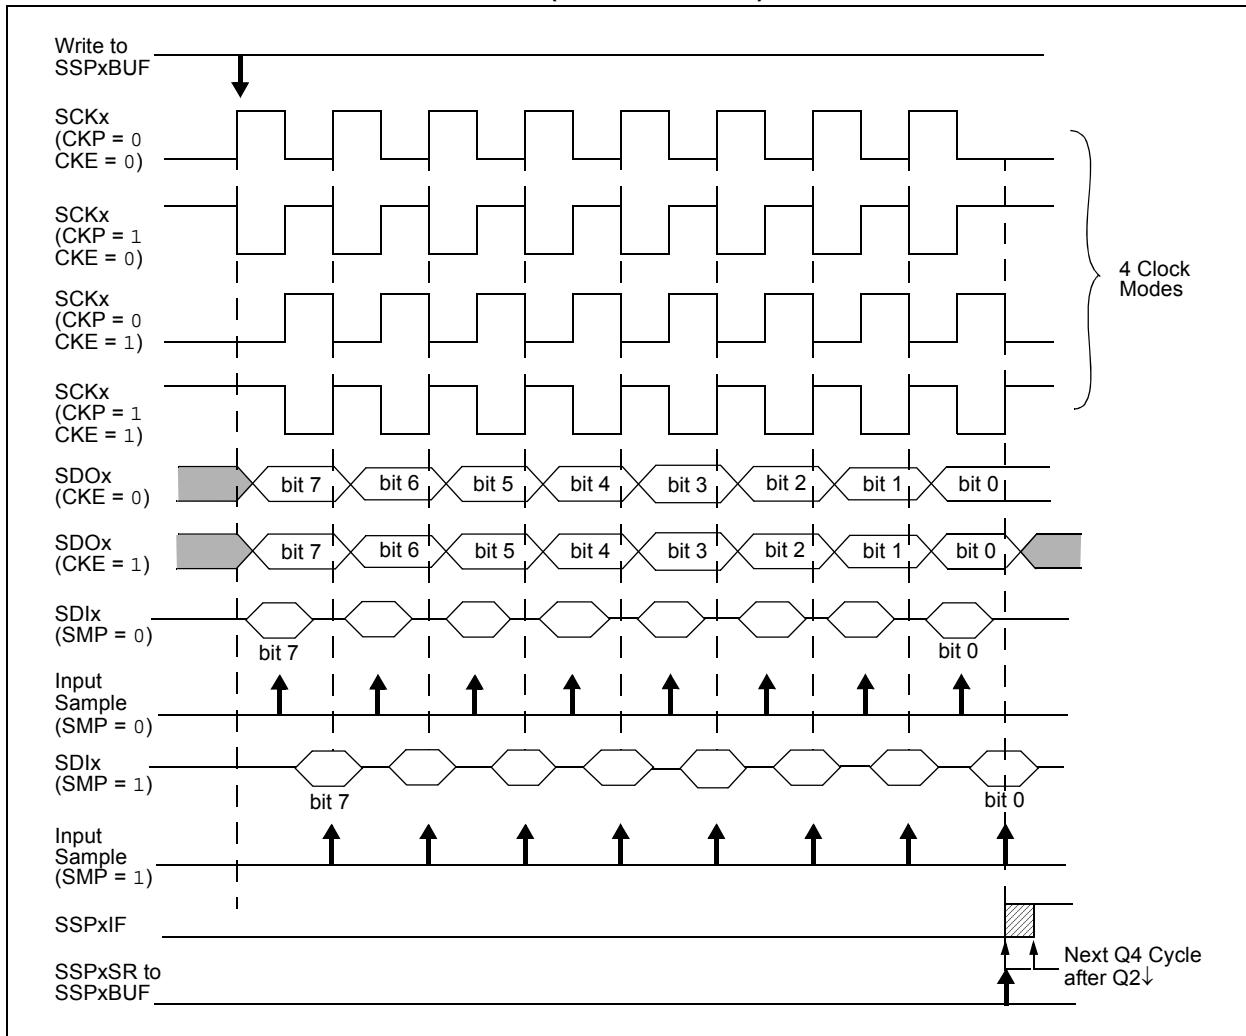 Write to
SSPxBUF
SCKx
(CKP = 0
CKE = 0)
SCKx
(CKP = 1
CKE = 0)
SCKx
(CKP = 0
CKE = 1)
SCKx
(CKP = 1
CKE = 1)
4 Clock
Modes
SDOx
(CKE = 0)
bit 7 bit 6 bit 5 bit 4 bit 3 bit 2 bit 1 bit 0
SDOx
(CKE = 1)
bit 7 bit 6 bit 5 bit 4 bit 3 bit 2 bit 1 bit 0
SDIx
(SMP = 0)
bit 7 bit 0
Input
Sample
(SMP = 0)
SDIx
(SMP = 1)
bit 7 bit 0
Input
Sample
(SMP = 1)
SSPxIF
SSPxSR to
SSPxBUF
Next Q4 Cycle
after Q2↓